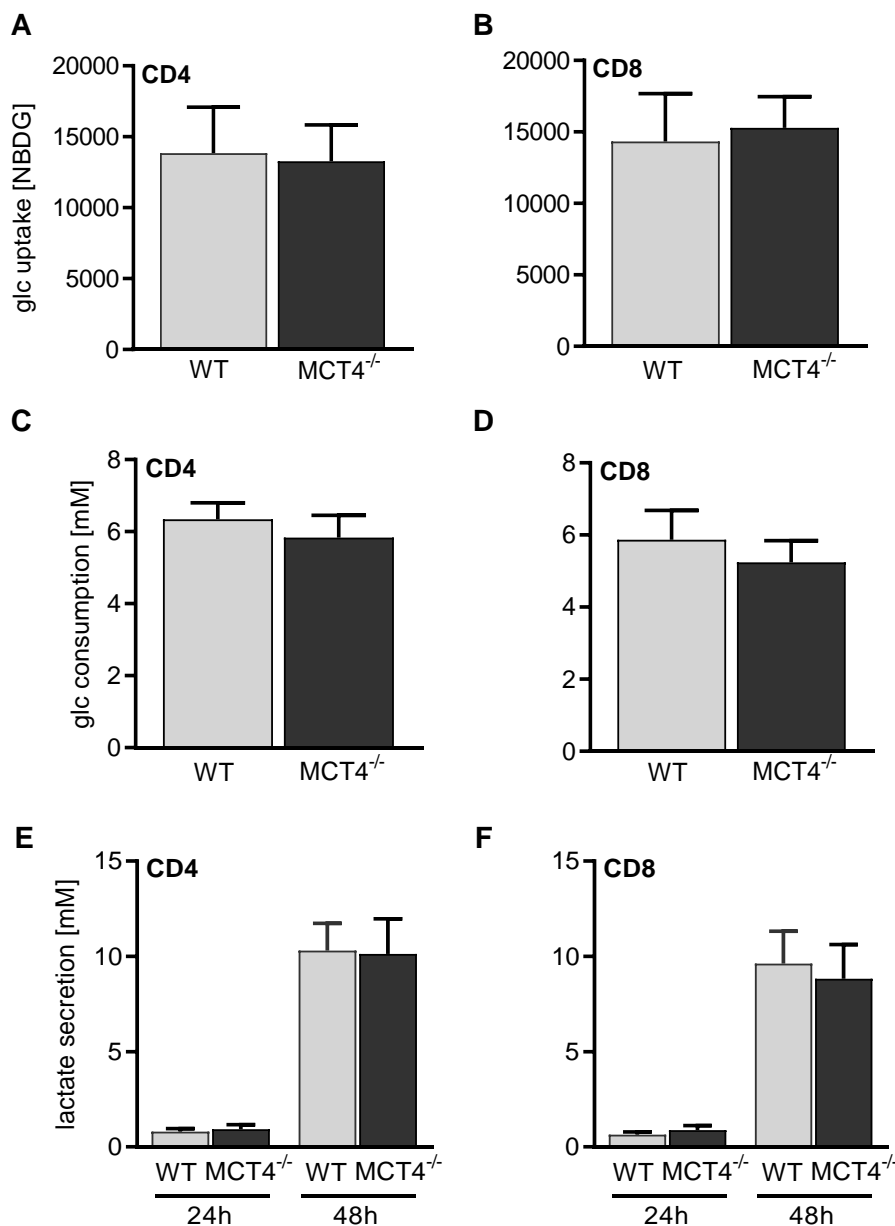 A
CD4
glc uptake [NBDG]
20000
15000
10000
5000
0
WT MCT4-/-
B
CD8
20000
15000
10000
5000
0
WT MCT4-/-
C
CD4
glc consumption [mM]
8
6
4
2
0
WT MCT4-/-
D
CD8
8
6
4
2
0
WT MCT4-/-
E
CD4
lactate secretion [mM]
15
10
5
0
WT MCT4-/- WT MCT4-/-
24h 48h
F
CD8
15
10
5
0
WT MCT4-/- WT MCT4-/-
24h 48h